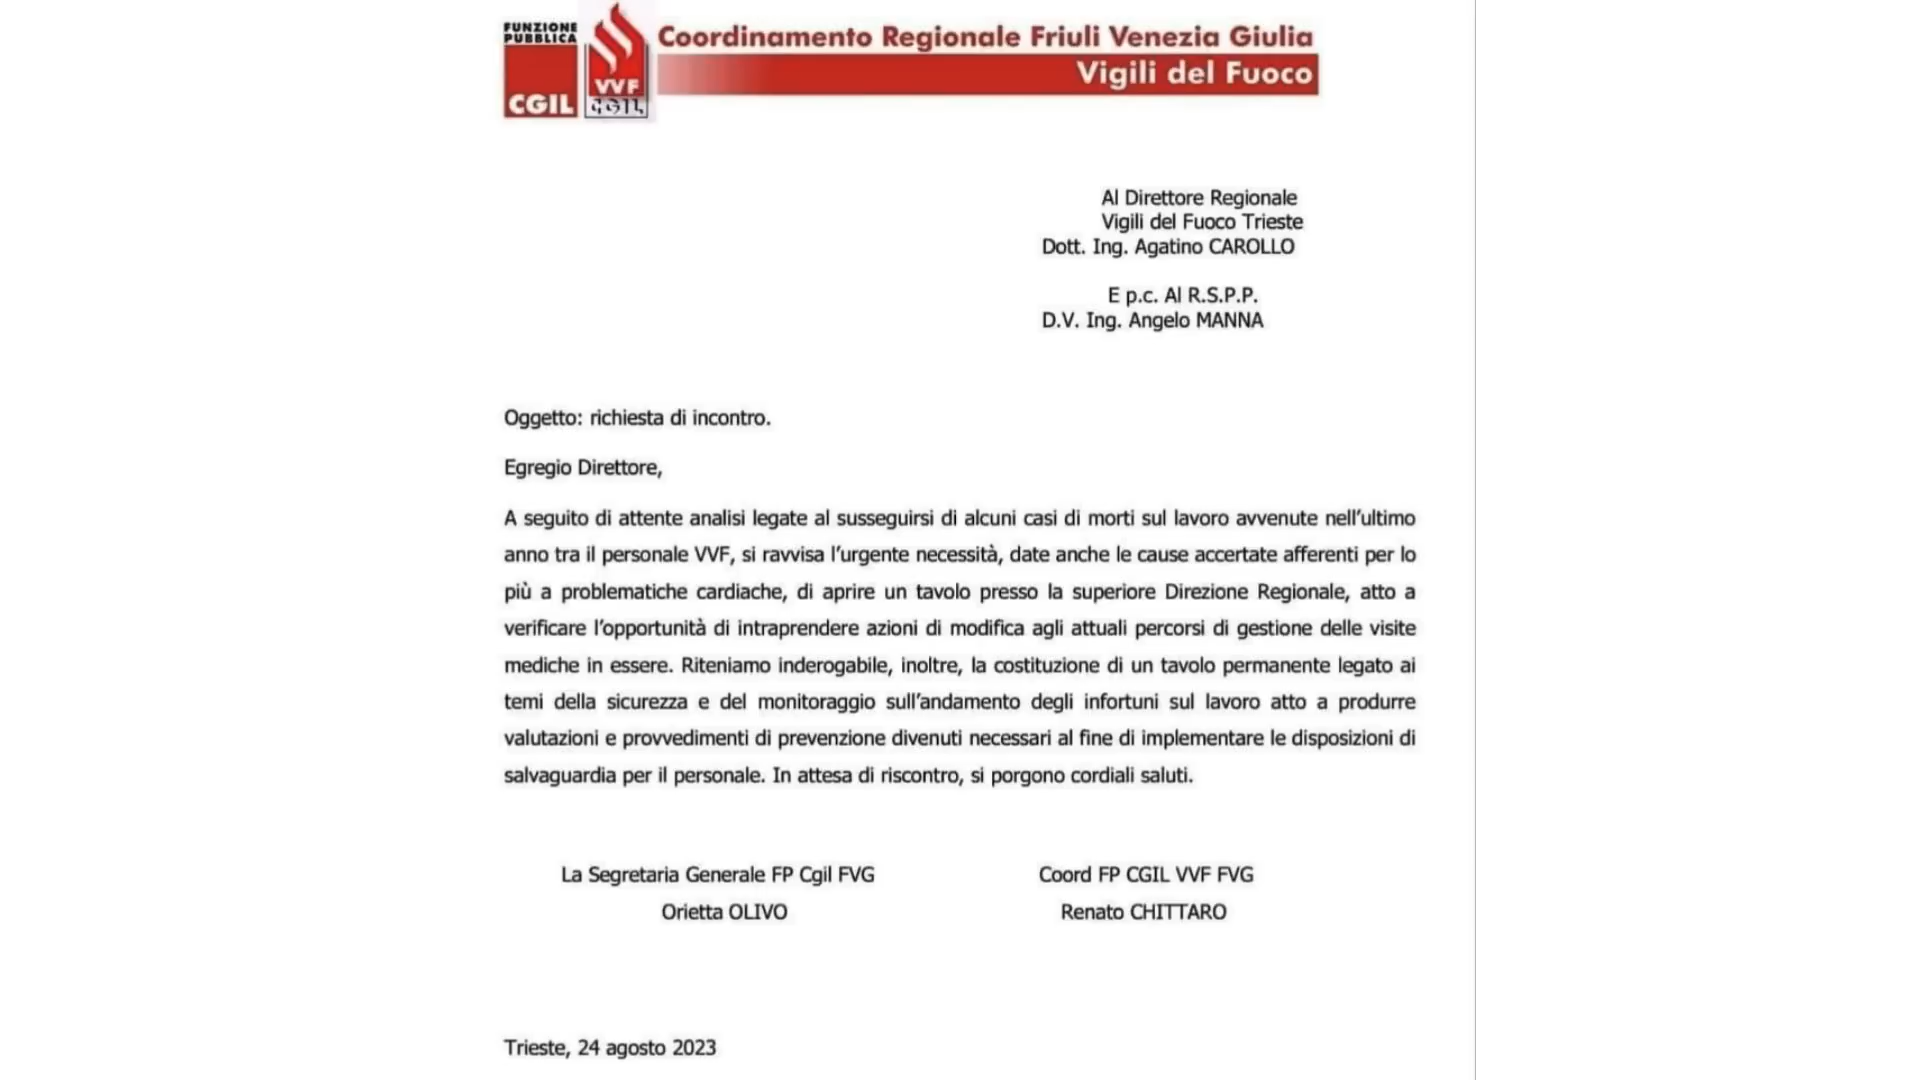 FUNZIONE
PUBBLICA
CGIL
VVF
CGIL
Coordinamento Regionale Friuli Venezia Giulia
Vigili del Fuoco
Al Direttore Regionale
Vigili del Fuoco Trieste
Dott. Ing. Agatino CAROLLO
E p.c. Al R.S.P.P.
D.V. Ing. Angelo MANNA
Oggetto: richiesta di incontro.
Egregio Direttore,
A seguito di attente analisi legate al susseguirsi di alcuni casi di morti sul lavoro avvenute nell’ultimo
anno tra il personale VVF, si ravvisa l’urgente necessità, date anche le cause accertate afferenti per lo
più a problematiche cardiache, di aprire un tavolo presso la superiore Direzione Regionale, atto a
verificare l’opportunità di intraprendere azioni di modifica agli attuali percorsi di gestione delle visite
mediche in essere. Riteniamo inderogabile, inoltre, la costituzione di un tavolo permanente legato ai
temi della sicurezza e del monitoraggio sull’andamento degli infortuni sul lavoro atto a produrre
valutazioni e provvedimenti di prevenzione divenuti necessari al fine di implementare le disposizioni di
salvaguardia per il personale. In attesa di riscontro, si porgono cordiali saluti.
La Segretaria Generale FP Cgil FVG
Orietta OLIVO
Coord FP CGIL VVF FVG
Renato CHITTARO
Trieste, 24 agosto 2023